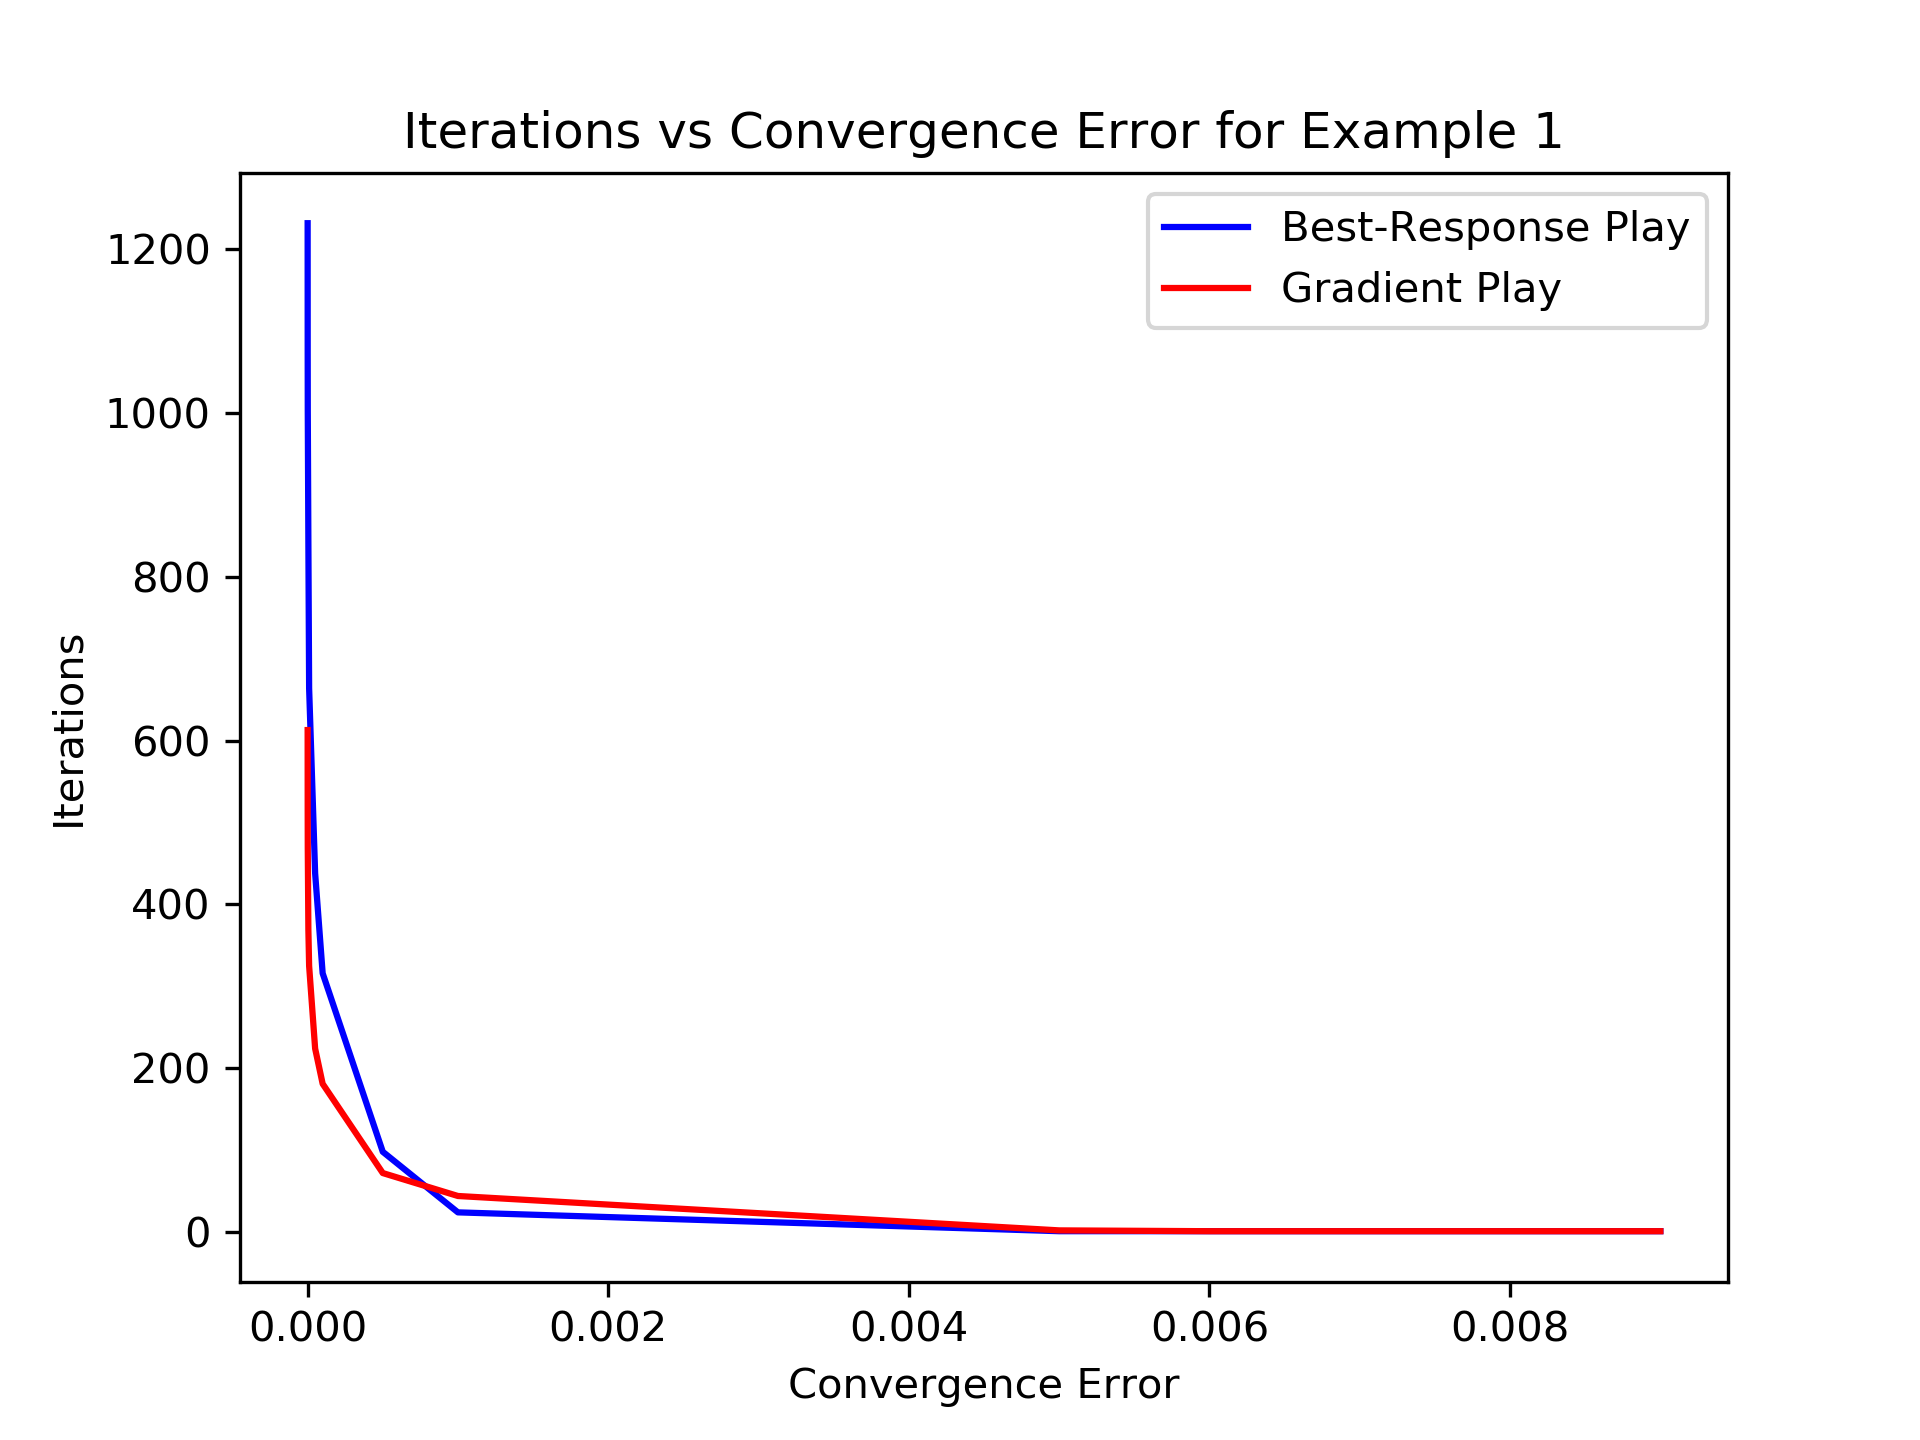 Iterations vs Convergence Error for Example 1
Best-Response Play
Gradient Play
1200
1000
800
600
400
200
0
Iterations
0.000 0.002 0.004 0.006 0.008
Convergence Error